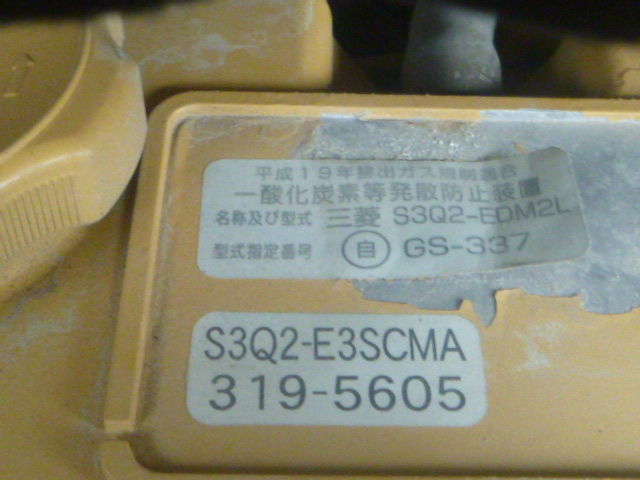 平成19年排出ガス規制適合
一酸化炭素等発散防止装置
名称及び型式 三菱 S3Q2-EDM2L
型式指定番号 自 GS-337
S3Q2-E3SCMA
319-5605